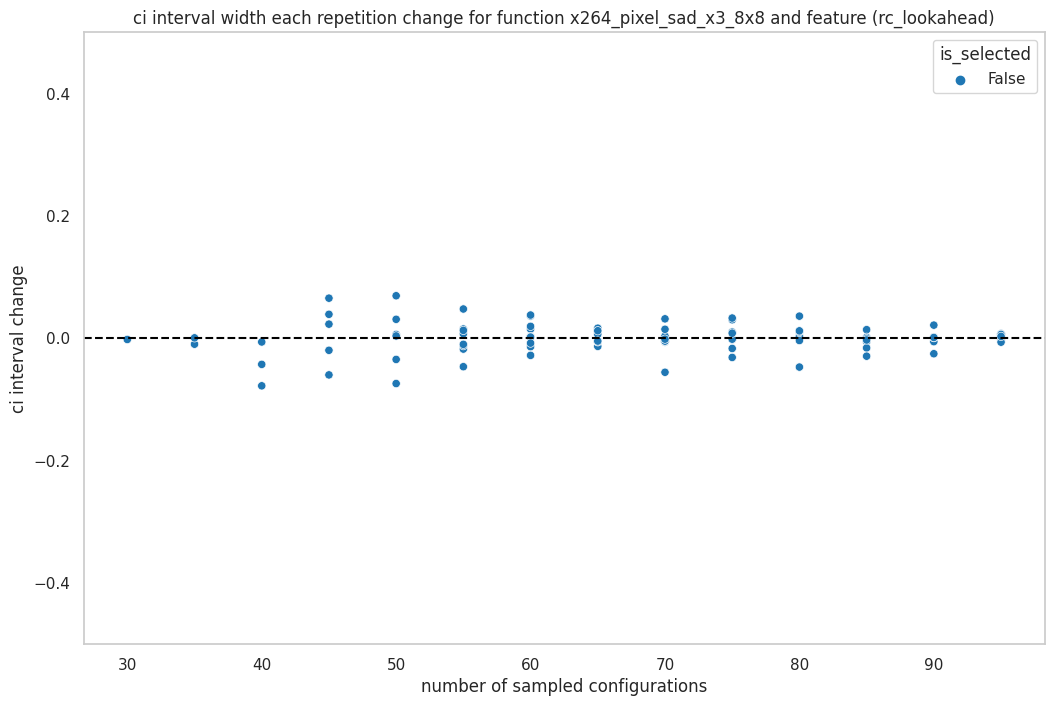 ci interval width each repetition change for function x264_pixel_sad_x3_8x8 and feature (rc_lookahead)
is_selected
False
ci interval change
0.4
0.2
0.0
−0.2
−0.4
30 40 50 60 70 80 90
number of sampled configurations